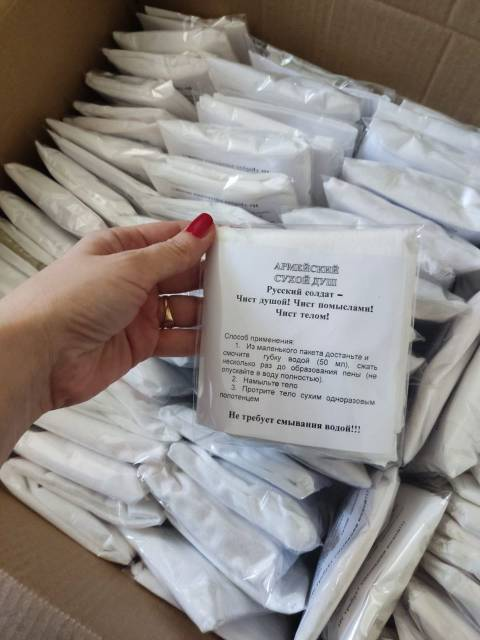 АРМЕЙСКИЙ
СУХОЙ ДУШ
Русский солдат –
Чист душой! Чист помыслами!
Чист телом!
Способ применения:
1. Из маленького пакета достаньте и
смочите губку водой (50 мл), сжать
несколько раз до образования пены (не
опускайте в воду полностью).
2. Намыльте тело
3. Протрите тело сухим одноразовым
полотенцем
Не требует смывания водой!!!